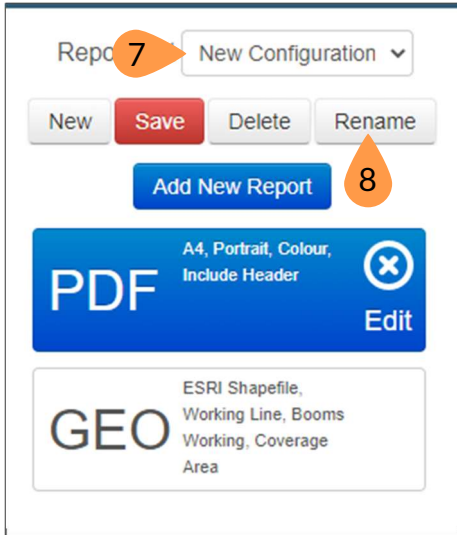 Repo 7 New Configuration
New Save Delete Rename
Add New Report 8
PDF
A4, Portrait, Colour,
Include Header
Edit
GEO
ESRI Shapefile,
Working Line, Booms
Working, Coverage
Area